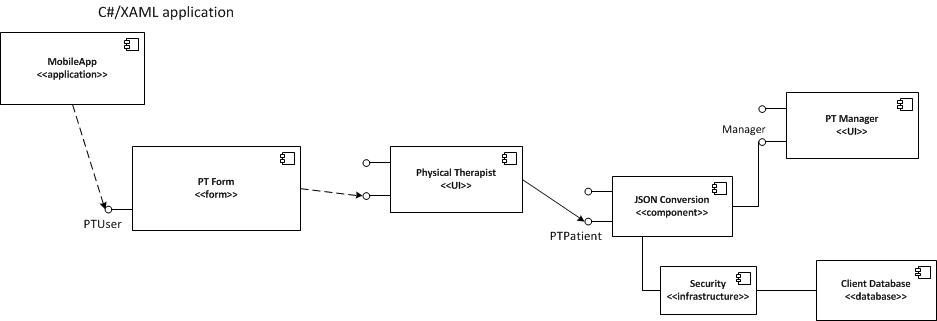 C#/XAML application
MobileApp
<<application>>
PT Form
<<form>>
PTUser
Physical Therapist
<<UI>>
PTPatient
JSON Conversion
<<component>>
Manager
PT Manager
<<UI>>
Security
<<infrastructure>>
Client Database
<<database>>